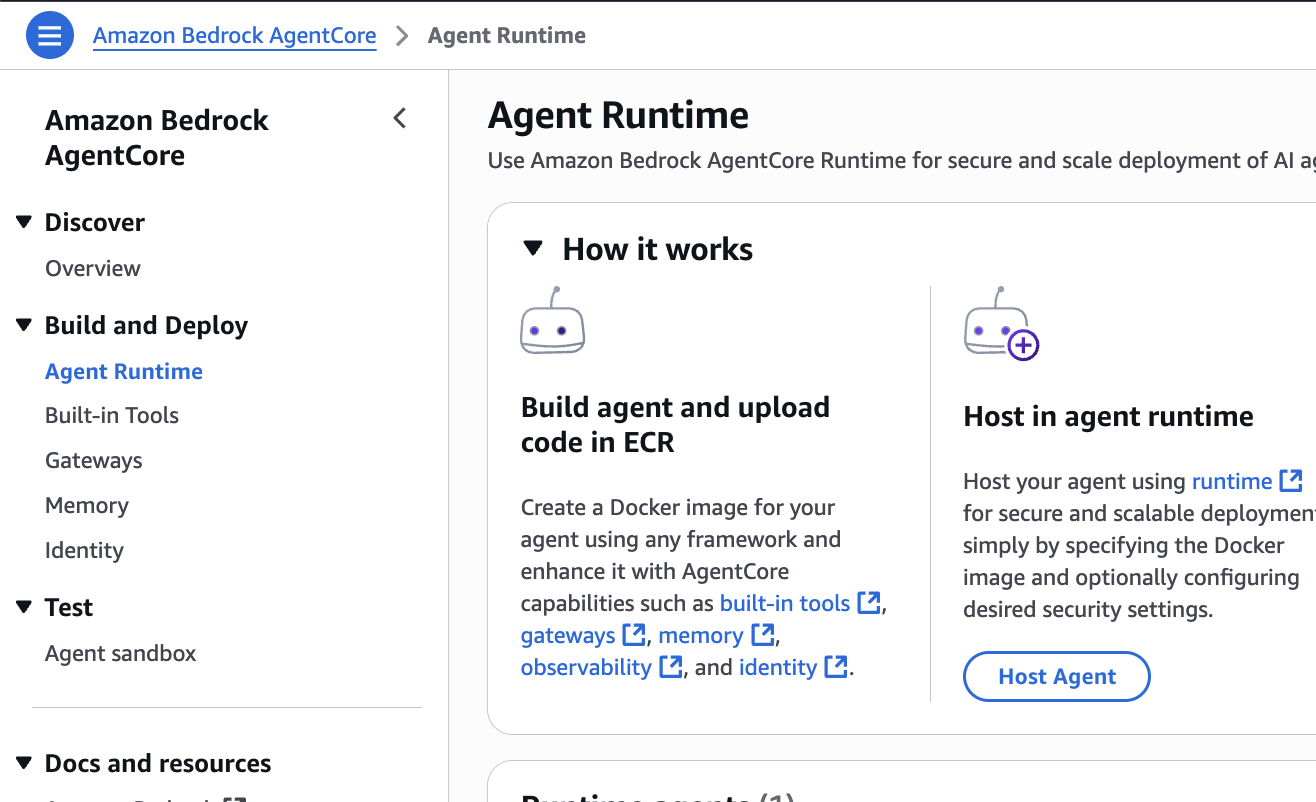 Amazon Bedrock AgentCore > Agent Runtime
Amazon Bedrock
AgentCore
Discover
Overview
Build and Deploy
Agent Runtime
Built-in Tools
Gateways
Memory
Identity
Test
Agent sandbox
Docs and resources
Agent Runtime
Use Amazon Bedrock AgentCore Runtime for secure and scale deployment of AI
How it works
Build agent and upload
code in ECR
Create a Docker image for your
agent using any framework and
enhance it with AgentCore
capabilities such as built-in tools,
gateways, memory,
observability, and identity.
Host in agent runtime
Host your agent using runtime
for secure and scalable deployment
simply by specifying the Docker
image and optionally configuring
desired security settings.
Host Agent
Runtime agents (1)